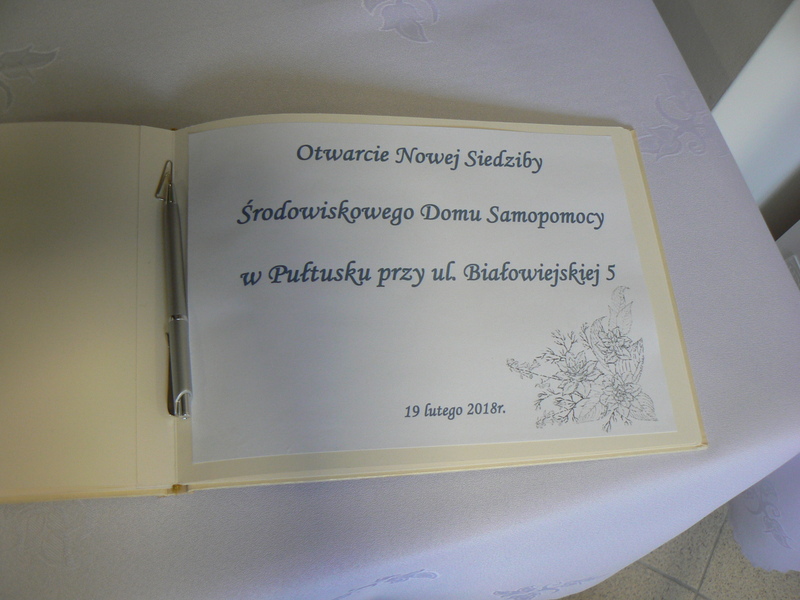 Otwarcie Nowej Siedziby
Środowiskowego Domu Samopomocy
w Pułtusku przy ul. Białowiejskiej 5
19 lutego 2018r.